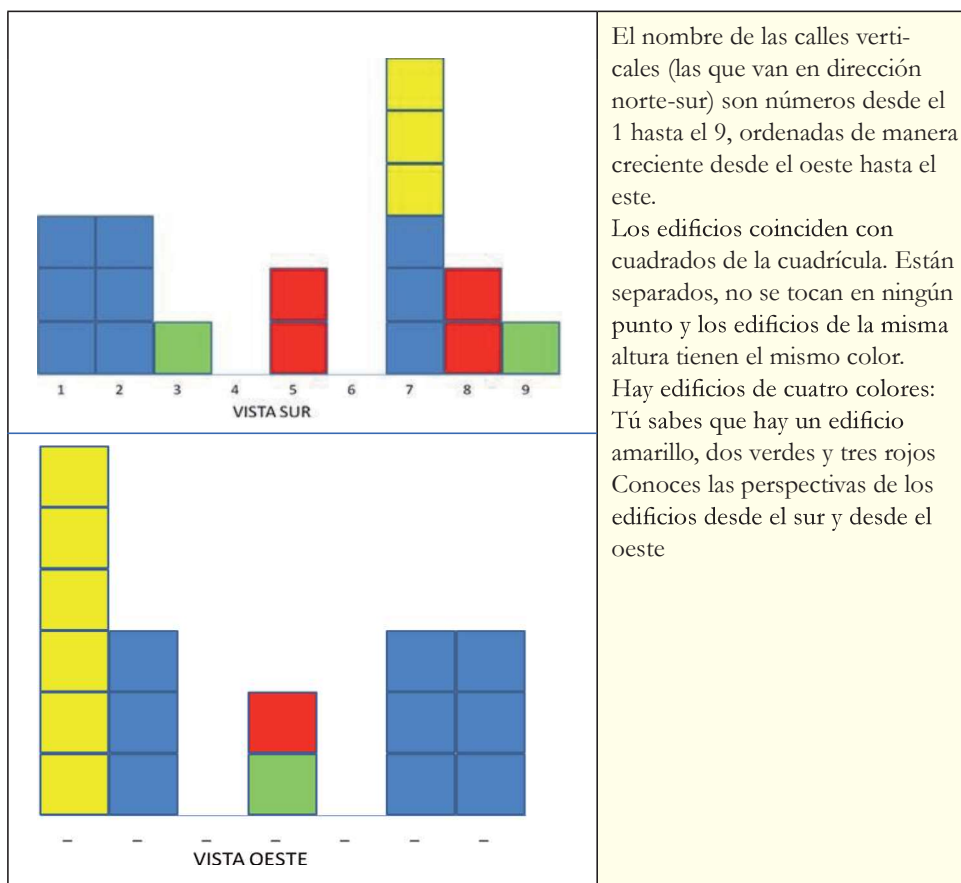 El nombre de las calles verti-
cales (las que van en dirección
norte-sur) son números desde el
1 hasta el 9, ordenadas de manera
creciente desde el oeste hasta el
este.
Los edificios coinciden con
cuadrados de la cuadrícula. Están
separados, no se tocan en ningún
punto y los edificios de la misma
altura tienen el mismo color.
Hay edificios de cuatro colores:
Tú sabes que hay un edificio
amarillo, dos verdes y tres rojos
Conoces las perspectivas de los
edificios desde el sur y desde el
oeste
1 2 3 4 5 6 7 8 9
VISTA SUR
– – – – – – –
VISTA OESTE